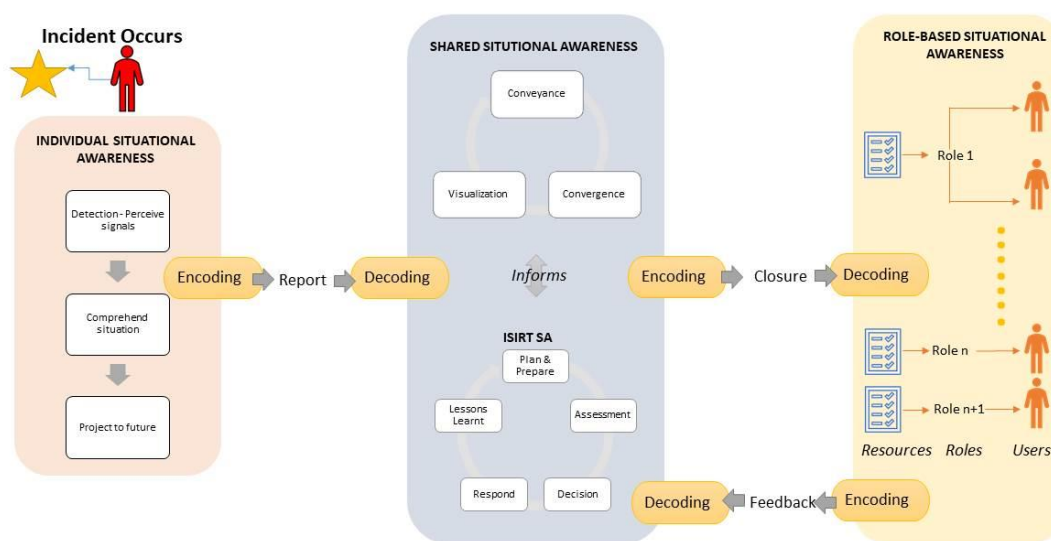 Incident Occurs
INDIVIDUAL SITUATIONAL
AWARENESS
Detection - Perceive
signals
Comprehend
situation
Project to future
Encoding
Report
Decoding
SHARED SITUTIONAL AWARENESS
Conveyance
Visualization
Convergence
Informs
ISIRT SA
Plan &
Prepare
Lessons
Learnt
Assessment
Respond
Decision
Encoding
Closure
Decoding
ROLE-BASED SITUATIONAL
AWARENESS
Role 1
Role n
Role n+1
Resources Roles Users
Decoding
Feedback
Encoding